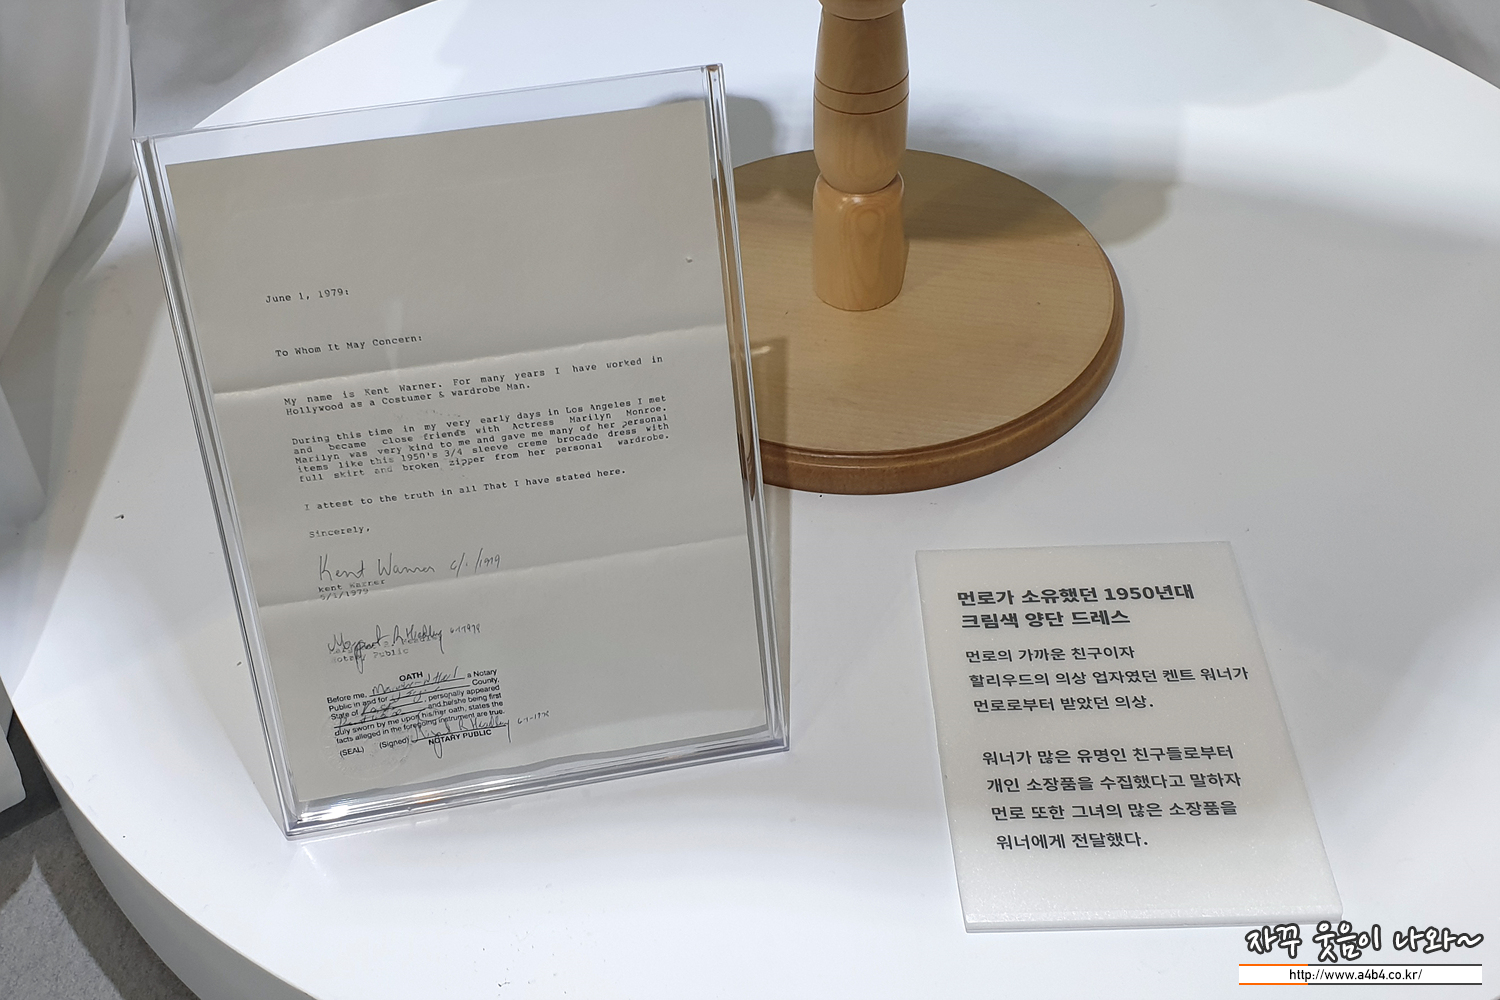 June 1, 1979:
To Whom It May Concern:
My name is Kent Warner. For many years I have worked in
Hollywood as a Costumer & wardrobe Man.
During this time in my very early days in Los Angeles I met
and became close friends with Actress Marilyn Monroe.
Marilyn was very kind to me and gave me many of her personal
items like this 1950's 3/4 sleeve creme brocade dress with
full skirt and broken zipper from her personal wardrobe.
I attest to the truth in all That I have stated here.
Sincerely,
Kent Warner 6/1/1979
Kent Warner
Notary Public
OATH
Before me, a Notary
Public in and for County,
State of personally appeared
and he/she being first
duly sworn by me upon his/her oath, states the
facts alleged in the foregoing instrument are true.
(SEAL) (Signed)
NOTARY PUBLIC
먼로가 소유했던 1950년대
크림색 양단 드레스
먼로의 가까운 친구이자
할리우드의 의상 업자였던 켄트 워너가
먼로로부터 받았던 의상.
워너가 많은 유명인 친구들로부터
개인 소장품을 수집했다고 말하자
먼로 또한 그녀의 많은 소장품을
워너에게 전달했다.
자꾸 웃음이 나와~
http://www.a4b4.co.kr/